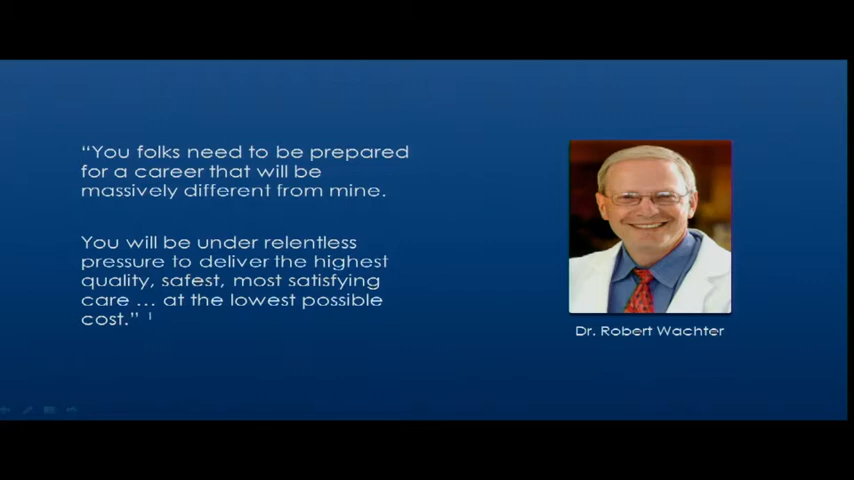 “You folks need to be prepared
for a career that will be
massively different from mine.
You will be under relentless
pressure to deliver the highest
quality, safest, most satisfying
care … at the lowest possible
cost.”
Dr. Robert Wachter